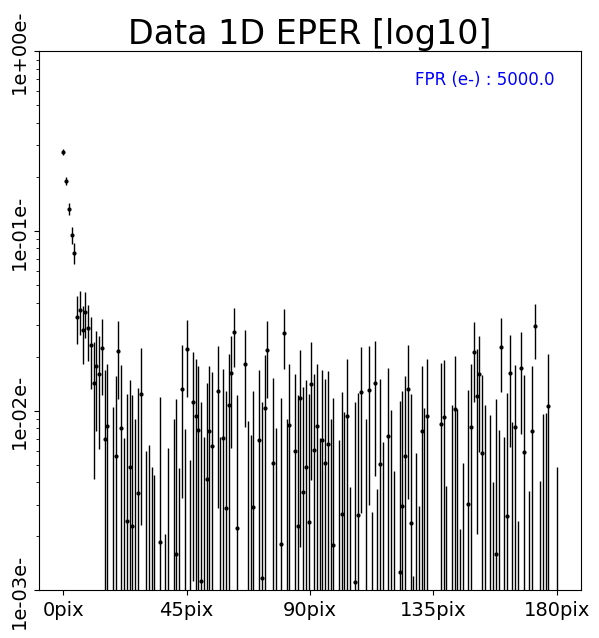 Data 1D EPER [log10]
FPR (e-) : 5000.0
1e+00e-
1e-01e-
1e-02e-
1e-03e-
0pix 45pix 90pix 135pix 180pix